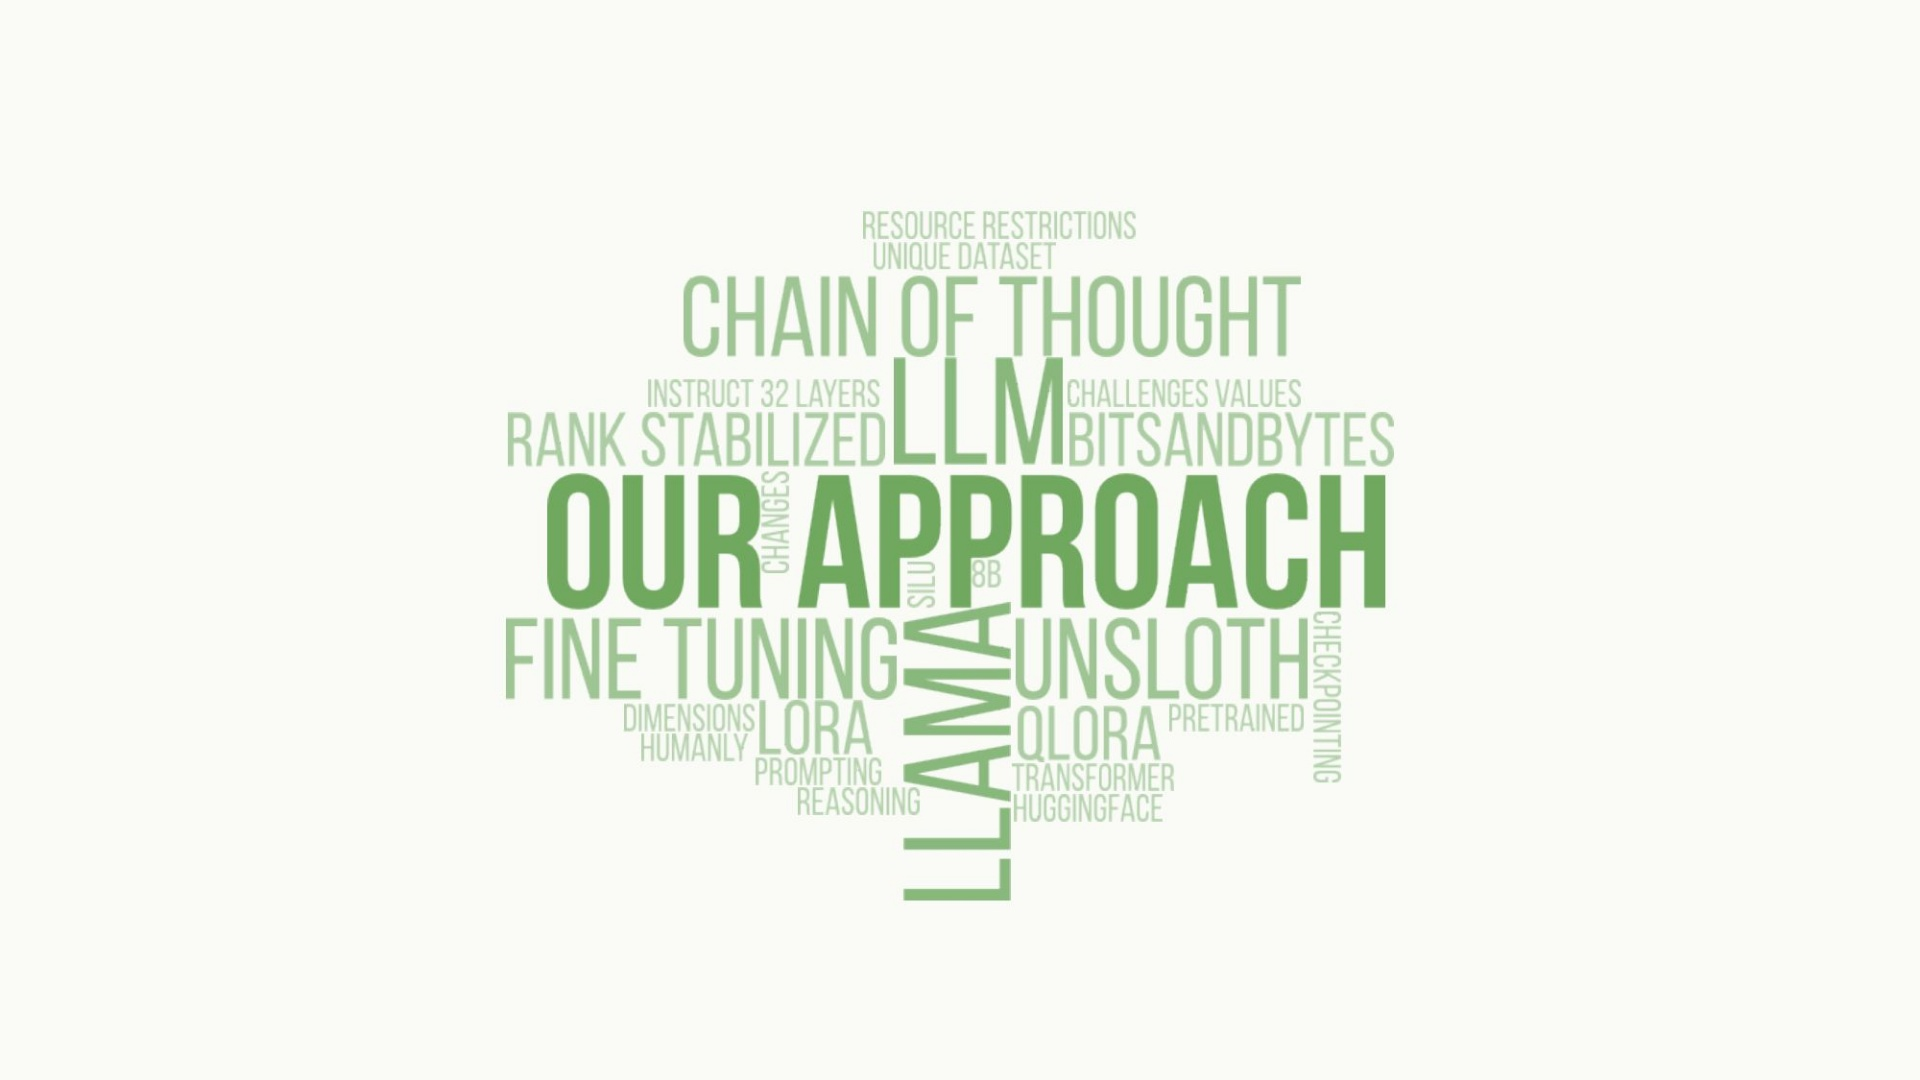 RESOURCE RESTRICTIONS
UNIQUE DATASET
CHAIN OF THOUGHT
LLM
INSTRUCT 32 LAYERS
CHALLENGES VALUES
RANK STABILIZED
BITSANDBYTES
OUR APPROACH
CHANGES
SILU
8B
FINE TUNING
LLAMA
UNSLOTH
CHECKPOINTING
DIMENSIONS
LORA
QLORA
PRETRAINED
HUMANLY
PROMPTING
TRANSFORMER
REASONING
HUGGINGFACE